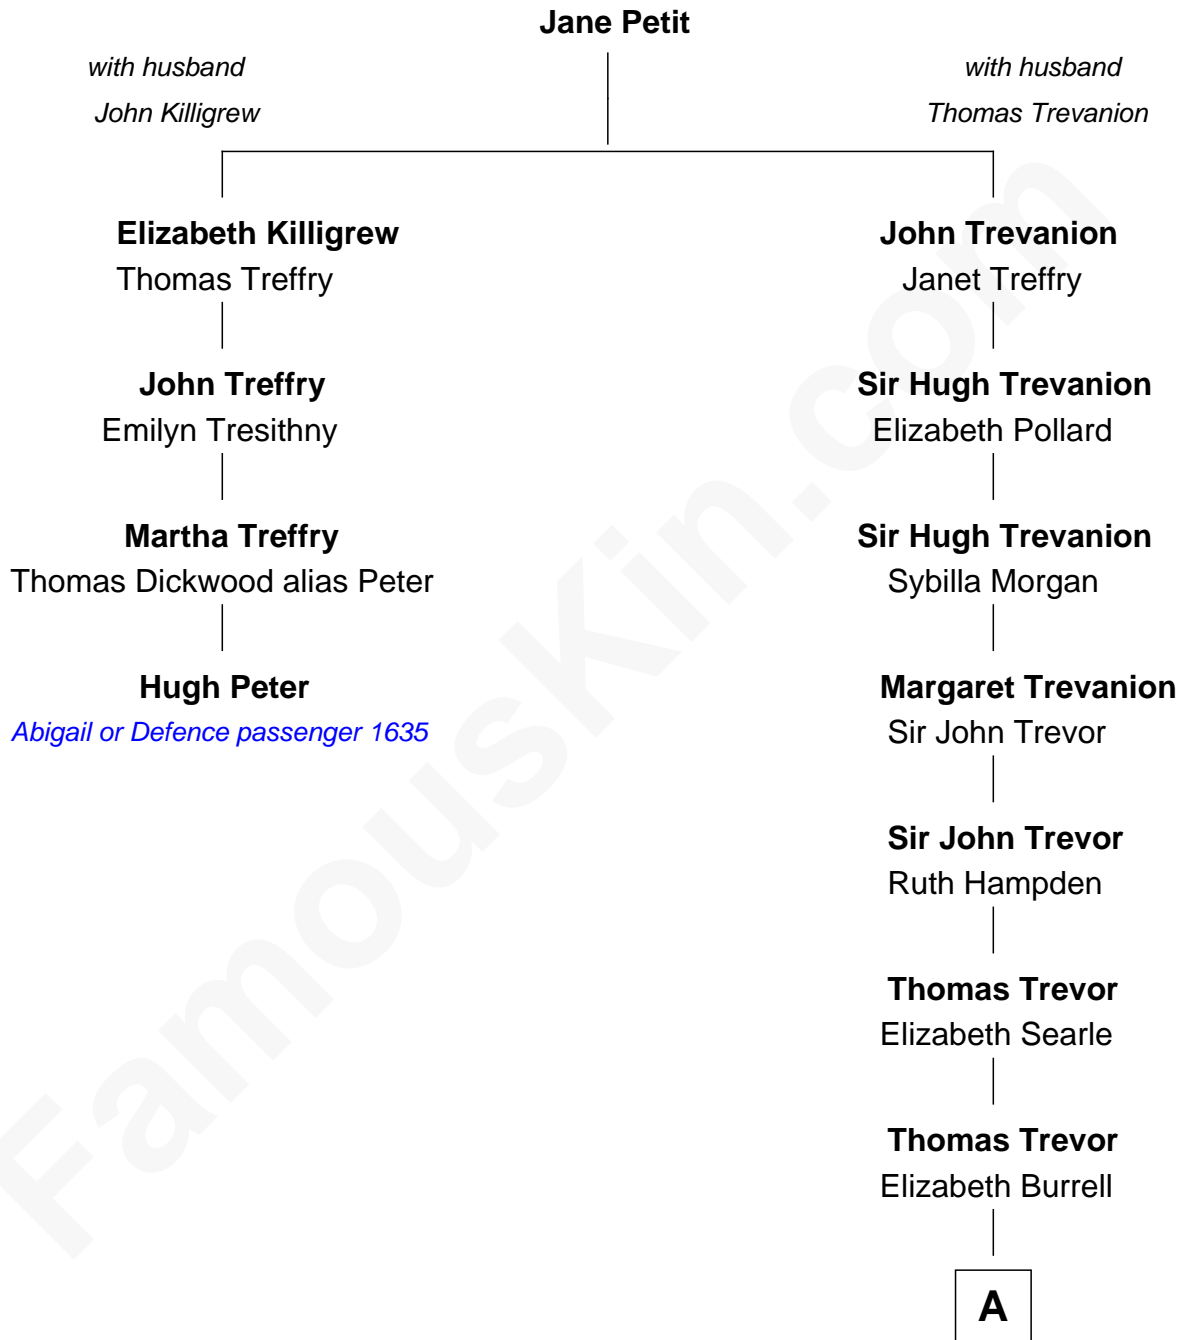 Jane Petit
with husband
John Killigrew
with husband
Thomas Trevanion
Elizabeth Killigrew
Thomas Treffry
John Treffry
Emilyn Tresithny
Martha Treffry
Thomas Dickwood alias Peter
Hugh Peter
Abigail or Defence passenger 1635
John Trevanion
Janet Treffry
Sir Hugh Trevanion
Elizabeth Pollard
Sir Hugh Trevanion
Sybilla Morgan
Margaret Trevanion
Sir John Trevor
Sir John Trevor
Ruth Hampden
Thomas Trevor
Elizabeth Searle
Thomas Trevor
Elizabeth Burrell
A
FamousKin.com